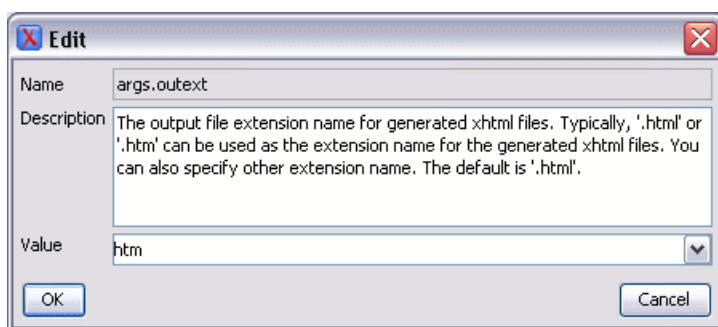 Edit
Name
args.outext
Description
The output file extension name for generated xhtml files. Typically, '.html' or
'.htm' can be used as the extension name for the generated xhtml files. You
can also specify other extension name. The default is '.html'.
Value
htm
OK
Cancel